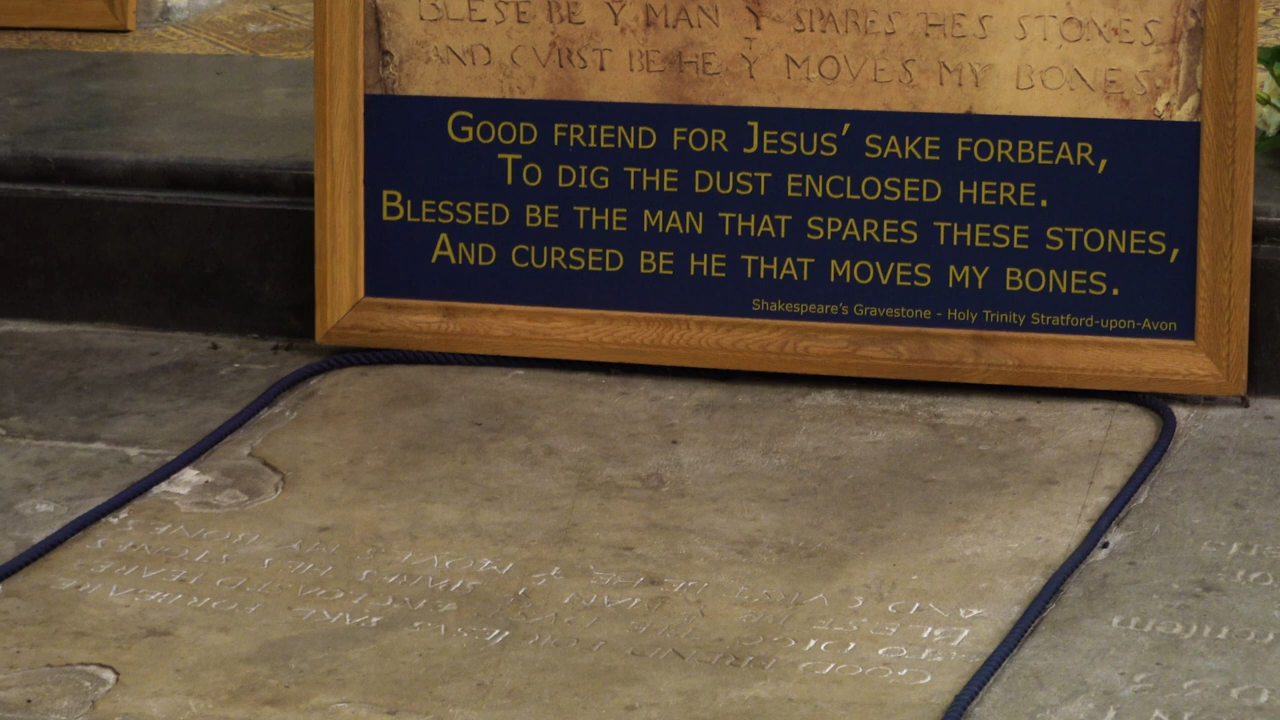 BLESE BE Y MAN Y SPARES HES STONES
AND CVRST BE HE Y MOVES MY BONES
GOOD FRIEND FOR JESUS’ SAKE FORBEAR,
TO DIG THE DUST ENCLOSED HERE.
BLESSED BE THE MAN THAT SPARES THESE STONES,
AND CURSED BE HE THAT MOVES MY BONES.
Shakespeare’s Gravestone - Holy Trinity Stratford-upon-Avon
GOOD FREND FOR IESVS SAKE FORBEARE
TO DIGG THE DVST ENCLOASED HEARE
BLESE BE Y MAN Y SPARES HES STONES
AND CVRST BE HE Y MOVES MY BONES